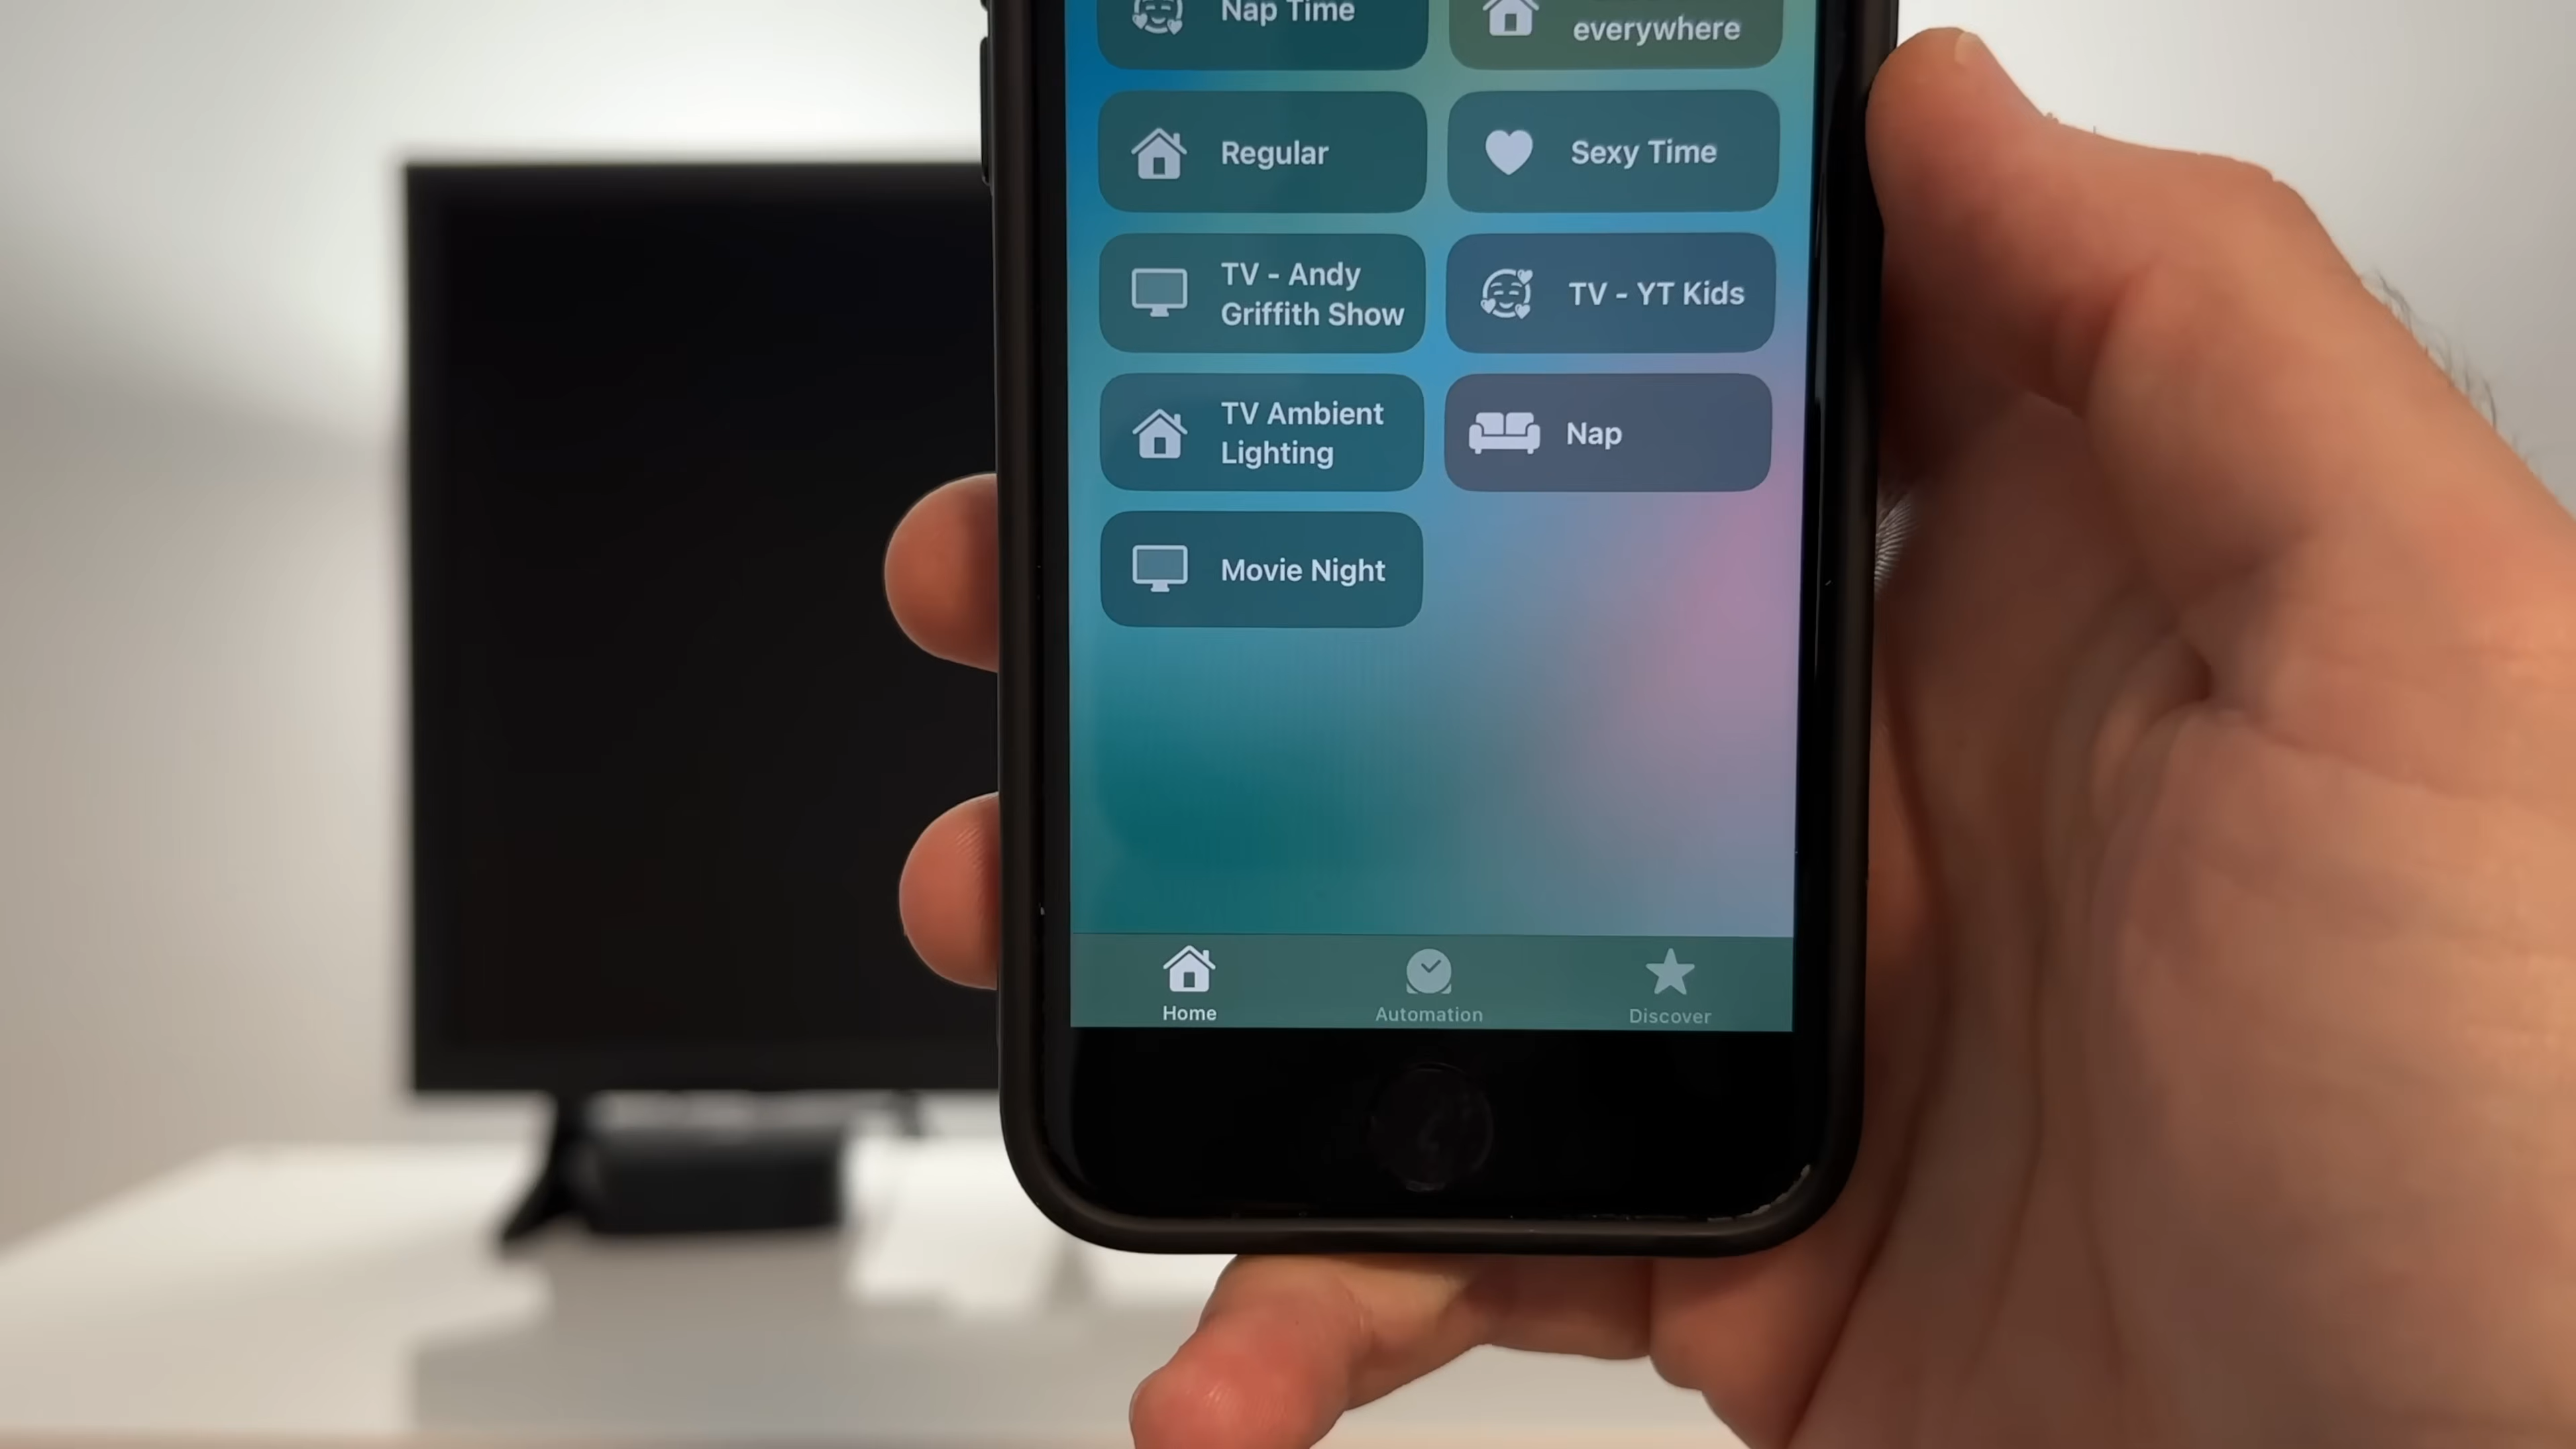 Nap Time
everywhere
Regular
Sexy Time
TV - Andy
Griffith Show
TV - YT Kids
TV Ambient
Lighting
Nap
Movie Night
Home
Automation
Discover